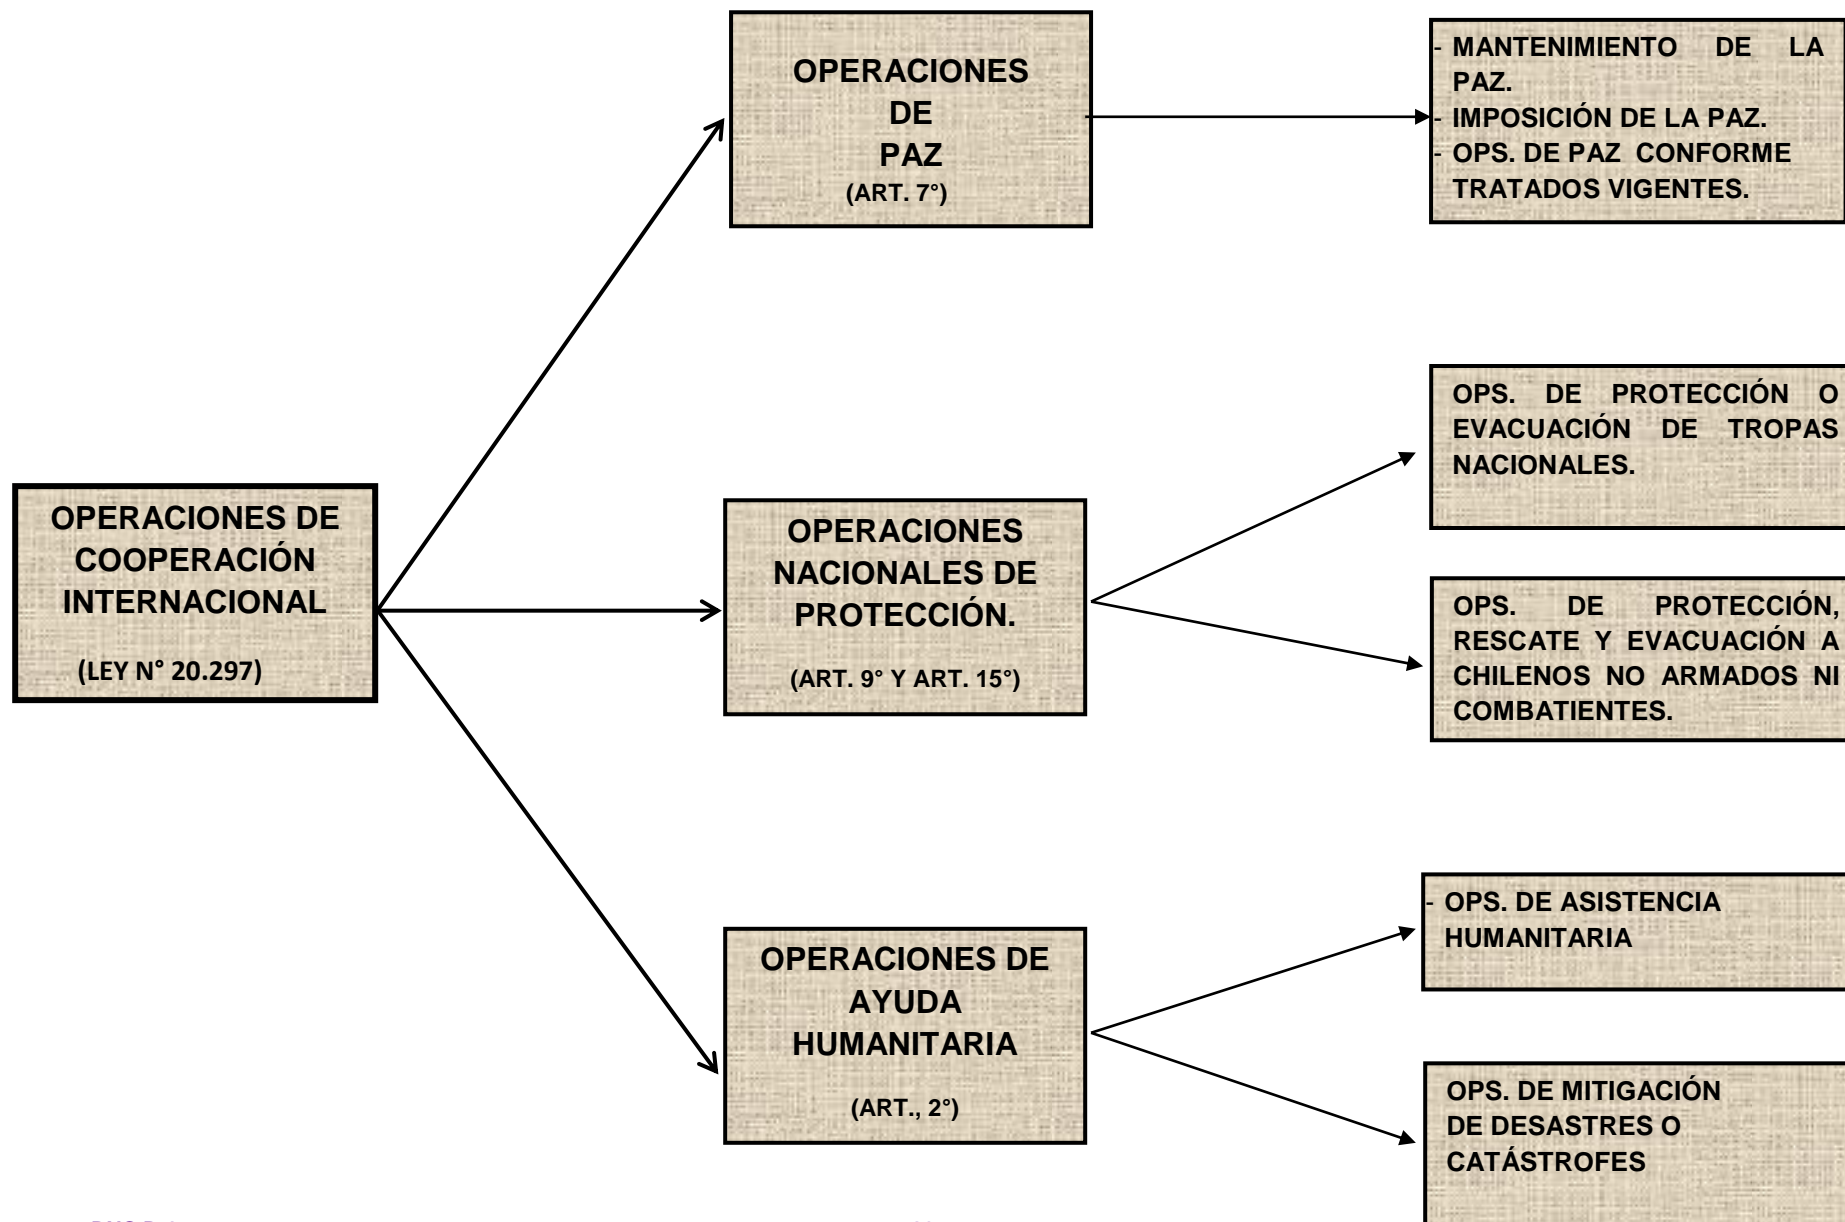 OPERACIONES
DE
PAZ
(ART. 7°)
- MANTENIMIENTO DE LA
PAZ.
- IMPOSICIÓN DE LA PAZ.
- OPS. DE PAZ CONFORME
TRATADOS VIGENTES.
OPERACIONES DE
COOPERACIÓN
INTERNACIONAL
(LEY N° 20.297)
OPERACIONES
NACIONALES DE
PROTECCIÓN.
(ART. 9° Y ART. 15°)
OPS. DE PROTECCIÓN O
EVACUACIÓN DE TROPAS
NACIONALES.
OPS. DE PROTECCIÓN,
RESCATE Y EVACUACIÓN A
CHILENOS NO ARMADOS NI
COMBATIENTES.
OPERACIONES DE
AYUDA
HUMANITARIA
(ART., 2°)
- OPS. DE ASISTENCIA
HUMANITARIA
OPS. DE MITIGACIÓN
DE DESASTRES O
CATÁSTROFES